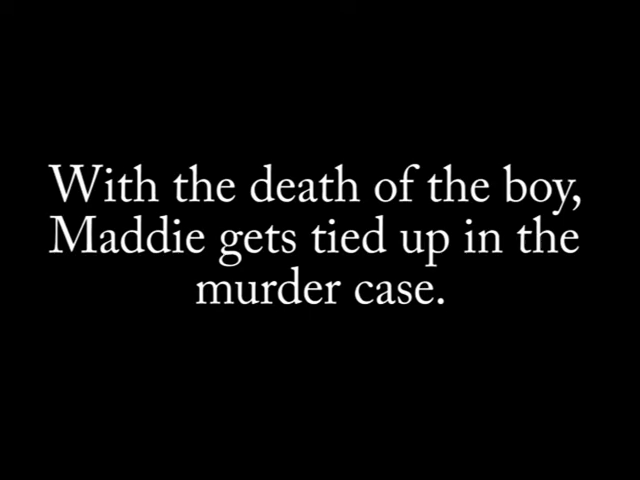 With the death of the boy,
Maddie gets tied up in the
murder case.